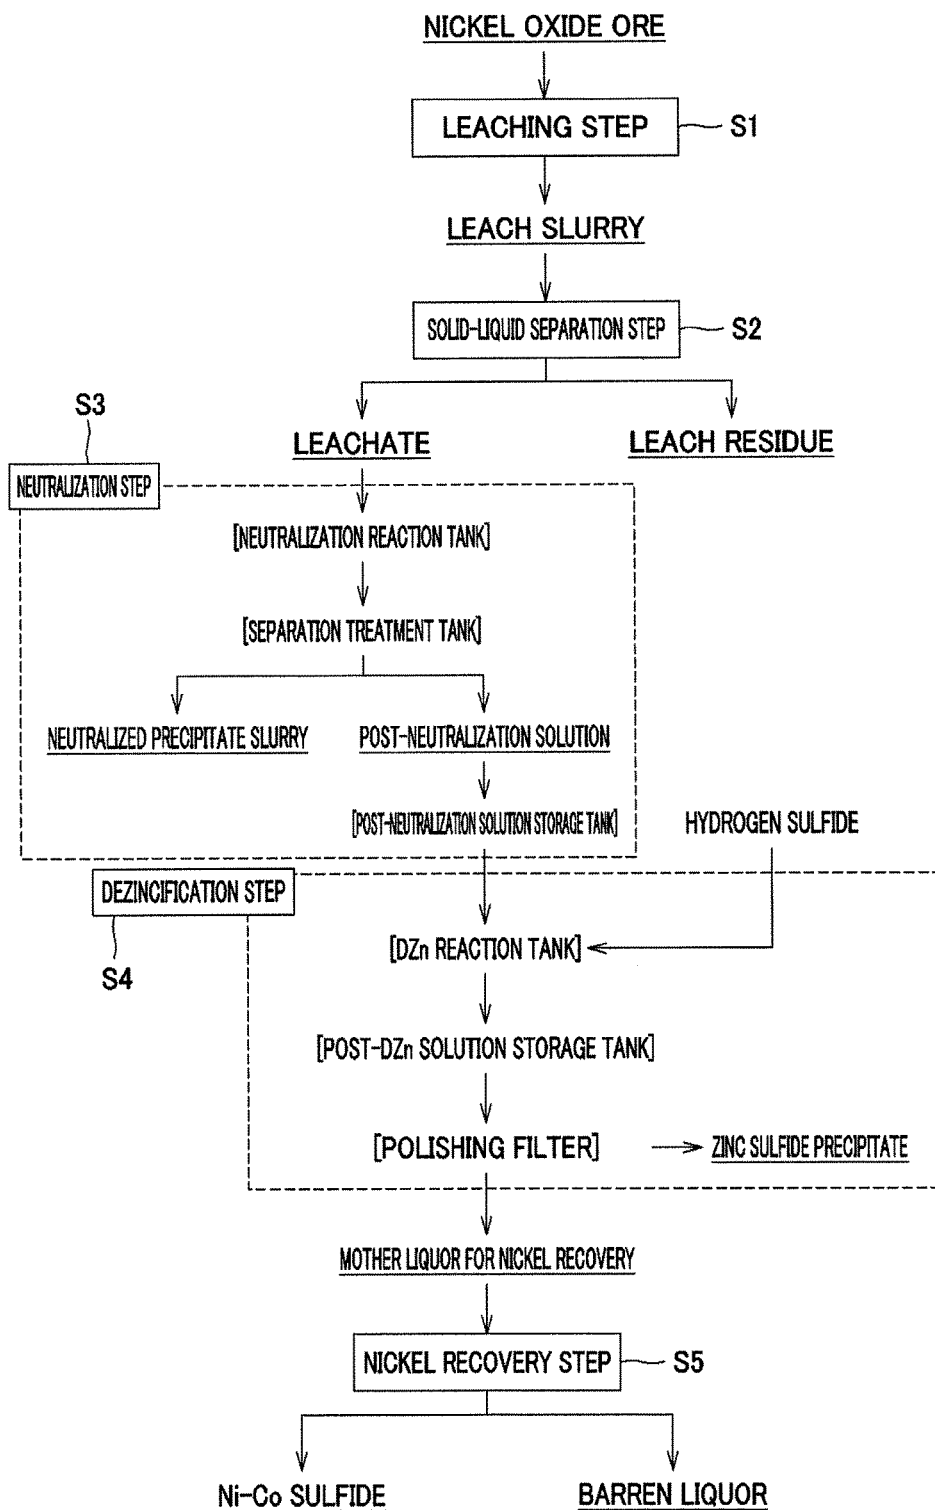 NICKEL OXIDE ORE
LEACHING STEP
S1
LEACH SLURRY
SOLID-LIQUID SEPARATION STEP
S2
S3
LEACHATE
LEACH RESIDUE
NEUTRALIZATION STEP
[NEUTRALIZATION REACTION TANK]
[SEPARATION TREATMENT TANK]
NEUTRALIZED PRECIPITATE SLURRY
POST-NEUTRALIZATION SOLUTION
[POST-NEUTRALIZATION SOLUTION STORAGE TANK]
HYDROGEN SULFIDE
DEZINCIFICATION STEP
S4
[DZn REACTION TANK]
[POST-DZn SOLUTION STORAGE TANK]
[POLISHING FILTER]
ZINC SULFIDE PRECIPITATE
MOTHER LIQUOR FOR NICKEL RECOVERY
NICKEL RECOVERY STEP
S5
Ni-Co SULFIDE
BARREN LIQUOR